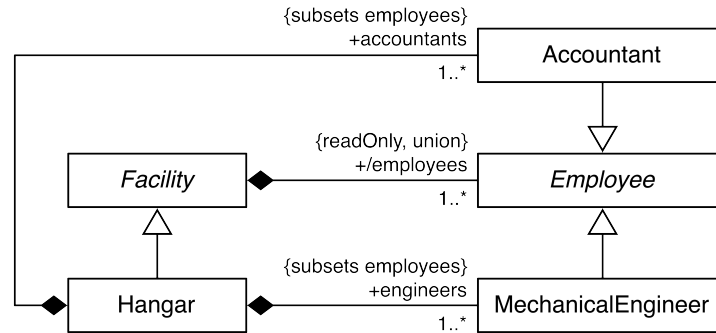 {subsets employees}
+accountants
1..*
Accountant
{readOnly, union}
+/employees
1..*
Facility
Employee
{subsets employees}
+engineers
1..*
Hangar
MechanicalEngineer